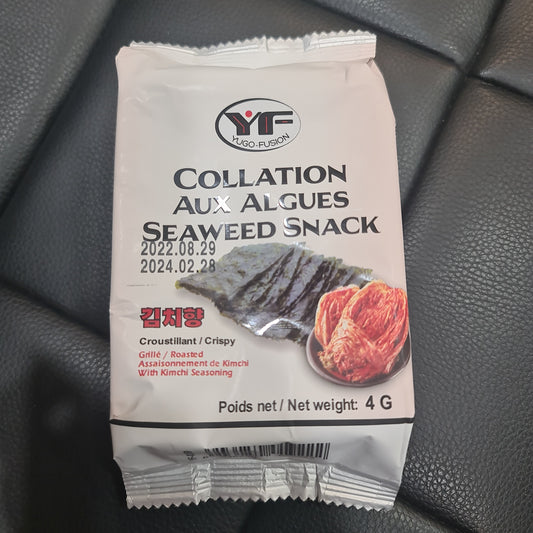 YF
YUGO-FUSION
COLLATION
AUX ALGUES
SEAWEED SNACK
2022.08.29
2024.02.28
김치향
Croustillant / Crispy
Grillé / Roasted
Assaisonnement de Kimchi
With Kimchi Seasoning
Poids net / Net weight: 4 G